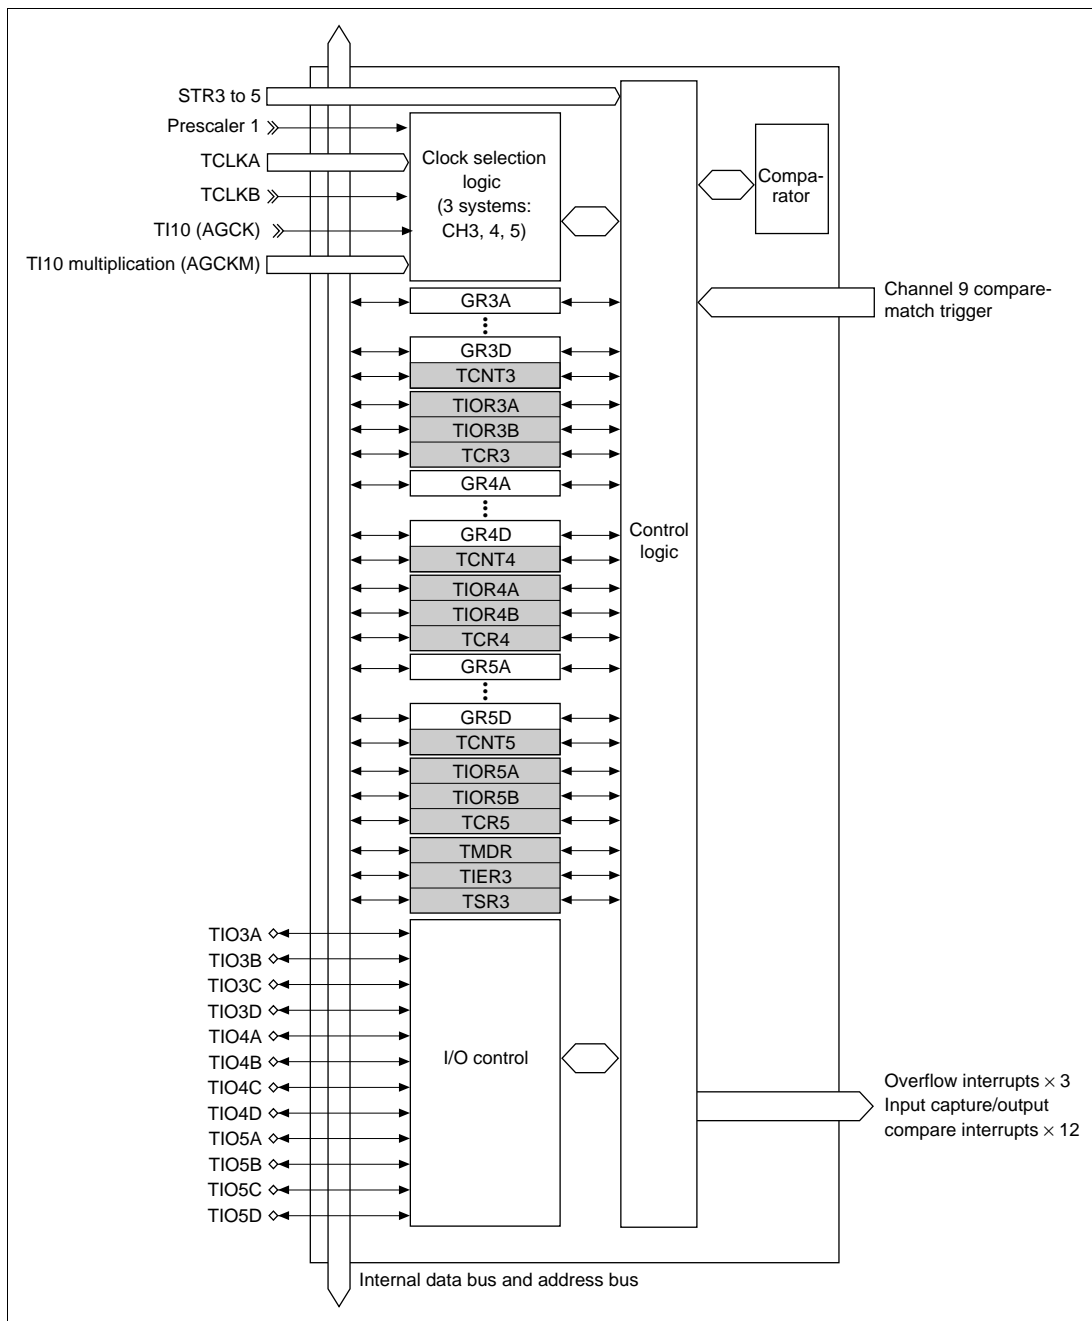 STR3 to 5
Prescaler 1
TCLKA
TCLKB
TI10 (AGCK)
TI10 multiplication (AGCKM)
Clock selection
logic
(3 systems:
CH3, 4, 5)
Compa-
rator
Channel 9 compare-
match trigger
GR3A
GR3D
TCNT3
TIOR3A
TIOR3B
TCR3
GR4A
GR4D
TCNT4
TIOR4A
TIOR4B
TCR4
GR5A
GR5D
TCNT5
TIOR5A
TIOR5B
TCR5
TMDR
TIER3
TSR3
Control
logic
TIO3A
TIO3B
TIO3C
TIO3D
TIO4A
TIO4B
TIO4C
TIO4D
TIO5A
TIO5B
TIO5C
TIO5D
I/O control
Overflow interrupts × 3
Input capture/output
compare interrupts × 12
Internal data bus and address bus